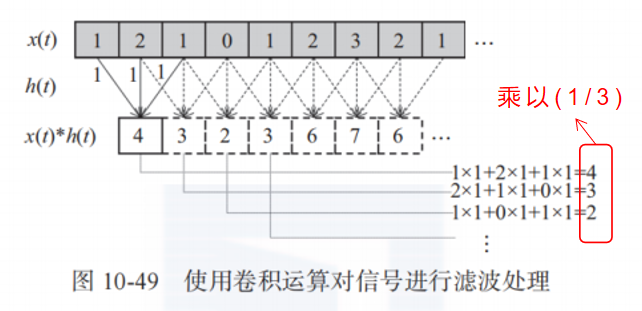 x(t) 1 2 1 0 1 2 3 2 1 …
1 1 1
h(t)
乘以(1/3)
x(t)*h(t) 4 3 2 3 6 7 6 …
1×1+2×1+1×1=4
2×1+1×1+0×1=3
1×1+0×1+1×1=2
⋮
图 10-49 使用卷积运算对信号进行滤波处理